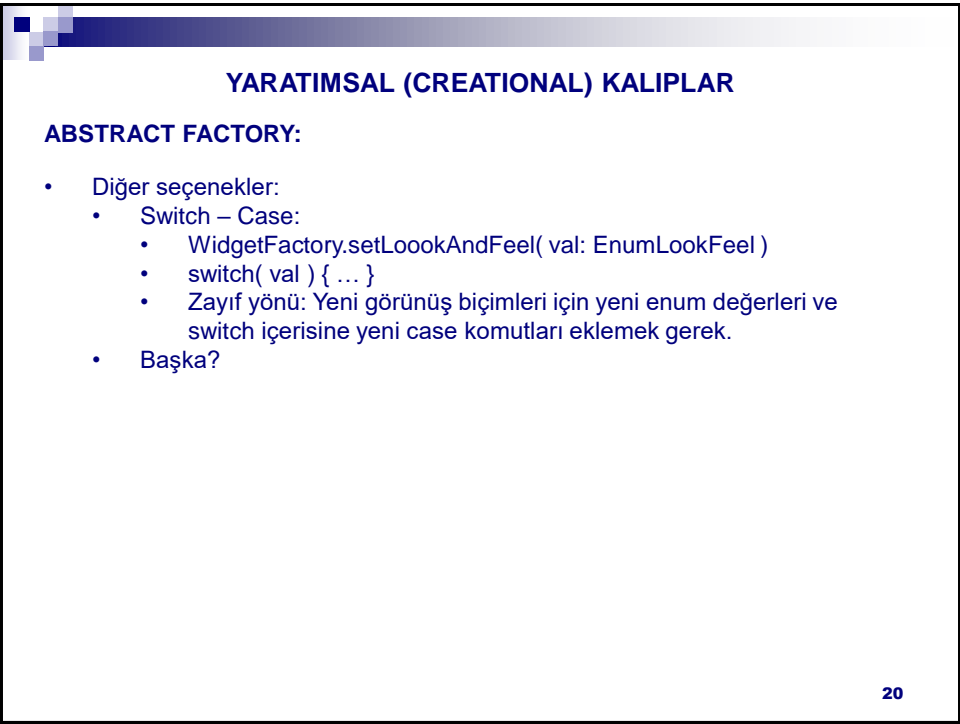 YARATIMSAL (CREATIONAL) KALIPLAR
ABSTRACT FACTORY:
• Diğer seçenekler:
• Switch – Case:
• WidgetFactory.setLoookAndFeel( val: EnumLookFeel )
• switch( val ) { … }
• Zayıf yönü: Yeni görünüş biçimleri için yeni enum değerleri ve
switch içerisine yeni case komutları eklemek gerek.
• Başka?
20